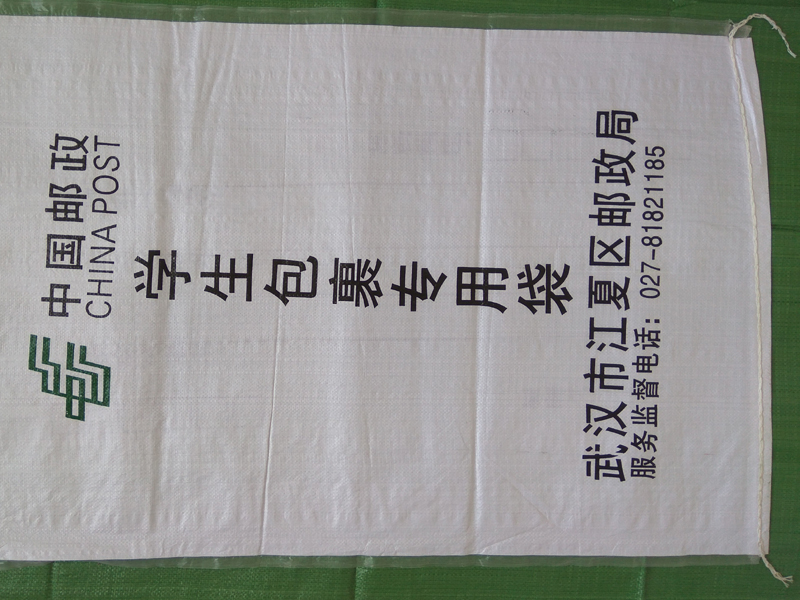 中国邮政
CHINA POST
学生包裹专用袋
武汉市江夏区邮政局
服务监督电话：027-81821185